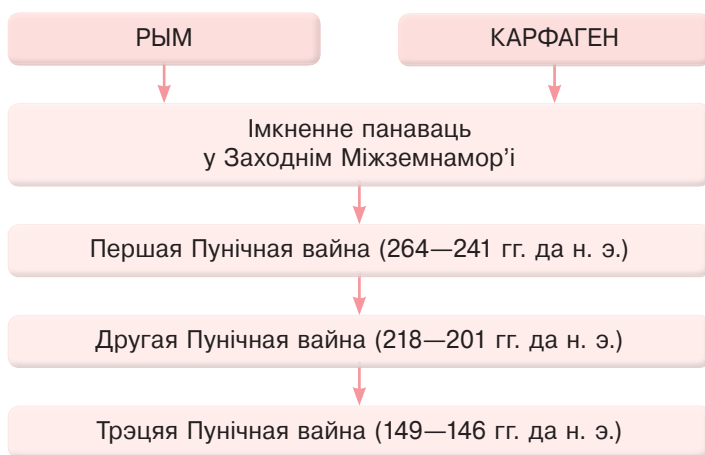 РЫМ
КАРФАГЕН
Імкненне панаваць
у Заходнім Міжземнамор’і
Першая Пунічная вайна (264—241 гг. да н. э.)
Другая Пунічная вайна (218—201 гг. да н. э.)
Трэцяя Пунічная вайна (149—146 гг. да н. э.)